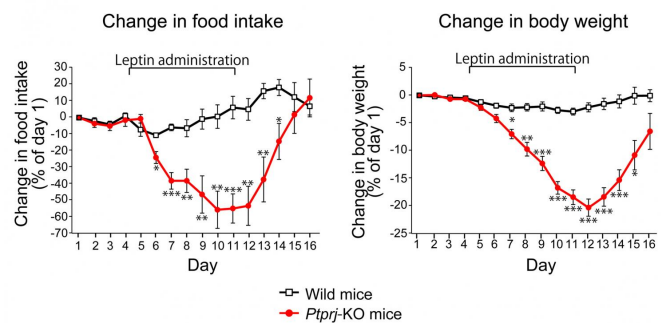 Change in food intake
Change in body weight
Leptin administration
Change in food intake
(% of day 1)
30
20
10
0
-10
-20
-30
-40
-50
-60
-70
*
***
**
**
**
***
**
**
*
1 2 3 4 5 6 7 8 9 10 11 12 13 14 15 16
Day
Leptin administration
Change in body weight
(% of day 1)
5
0
-5
-10
-15
-20
-25
*
**
***
***
***
***
***
***
*
1 2 3 4 5 6 7 8 9 10 11 12 13 14 15 16
Day
Wild mice
Ptprj-KO mice